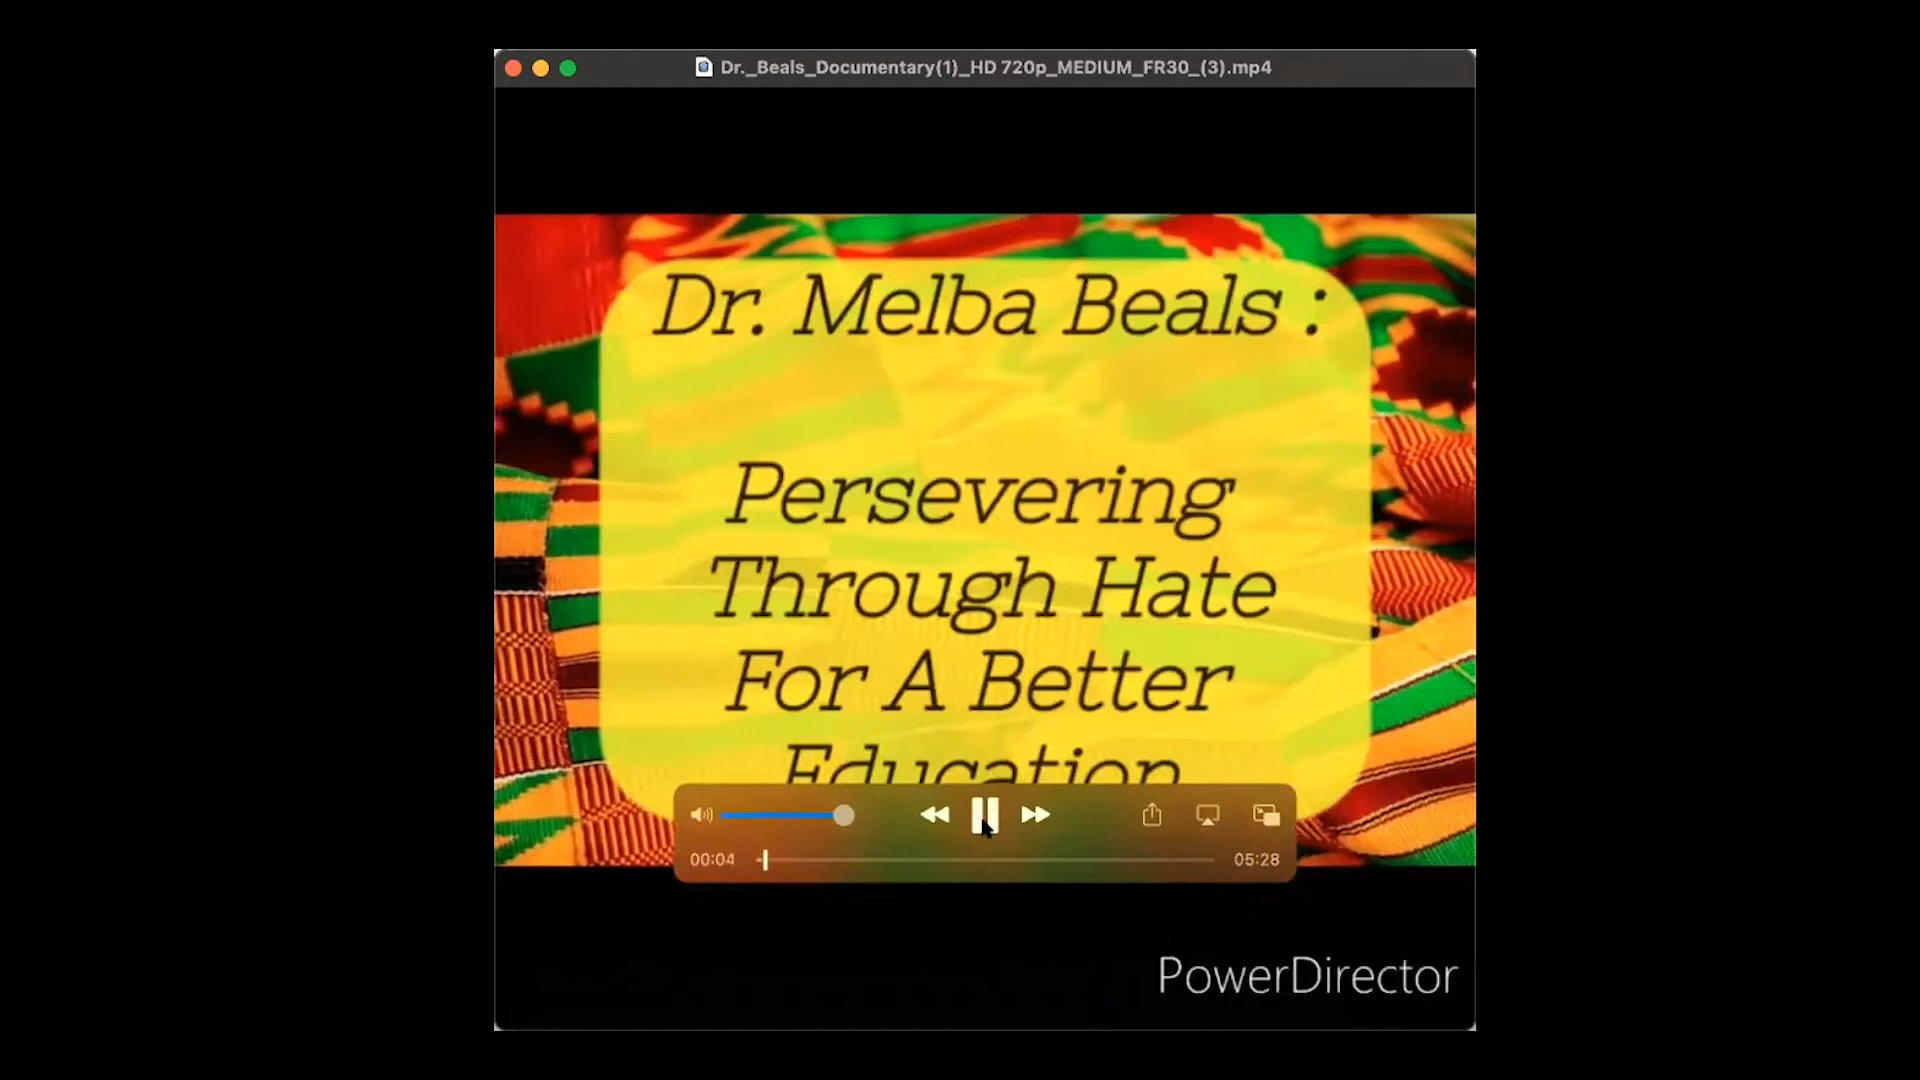 Dr._Beals_Documentary(1)_HD 720p_MEDIUM_FR30_(3).mp4
Dr. Melba Beals :
Persevering
Through Hate
For A Better
Education
00:04
05:28
PowerDirector